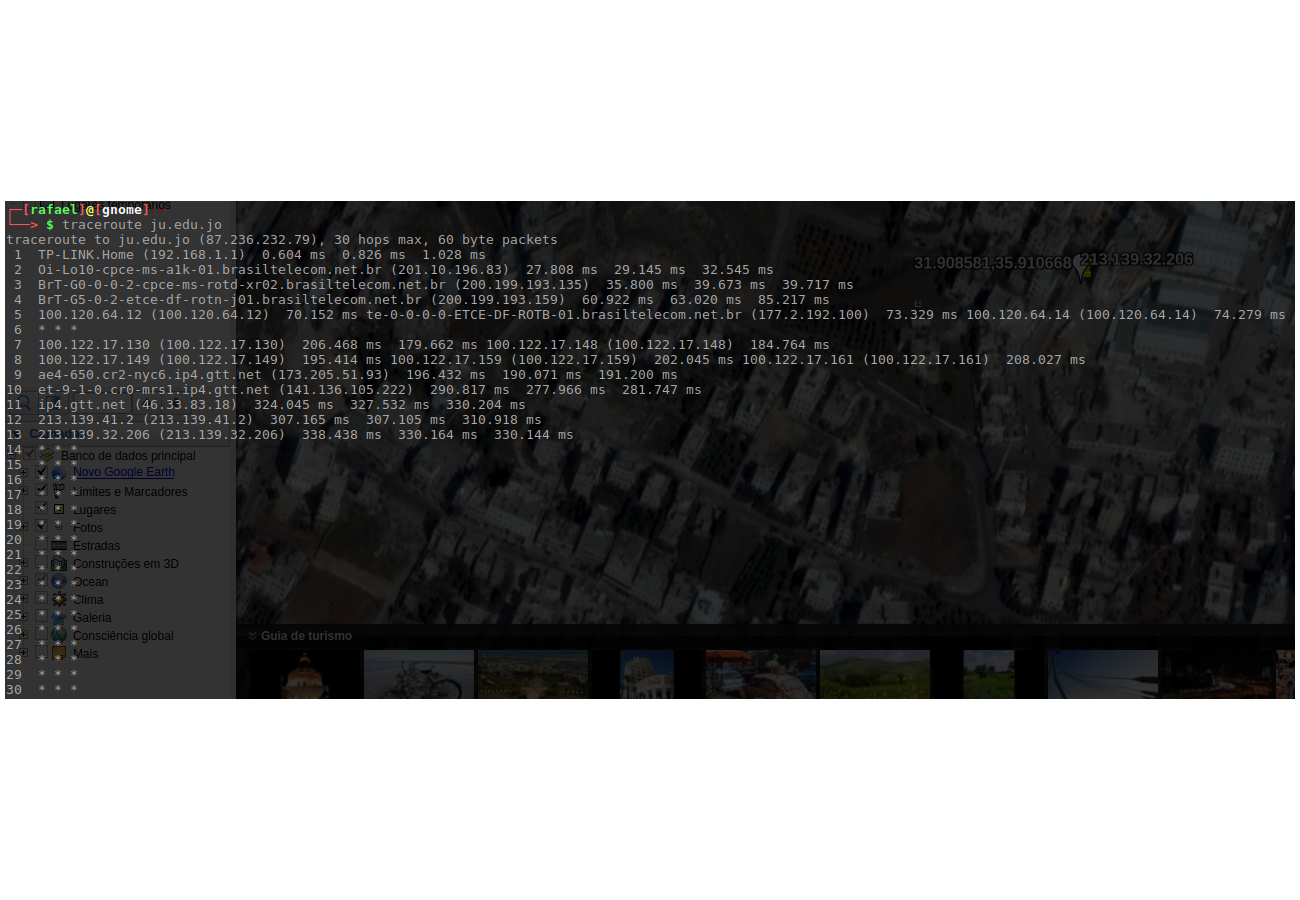 ┌─[rafael]@[gnome]
└──> $ traceroute ju.edu.jo
traceroute to ju.edu.jo (87.236.232.79), 30 hops max, 60 byte packets
1 TP-LINK.Home (192.168.1.1) 0.604 ms 0.826 ms 1.028 ms
2 Oi-Lo10-cpce-ms-a1k-01.brasiltelecom.net.br (201.10.196.83) 27.808 ms 29.145 ms 32.545 ms
3 BrT-G0-0-0-2-cpce-ms-rotd-xr02.brasiltelecom.net.br (200.199.193.135) 35.800 ms 39.673 ms 39.717 ms
4 BrT-G5-0-2-etce-df-rotn-j01.brasiltelecom.net.br (200.199.193.159) 60.922 ms 63.020 ms 85.217 ms
5 100.120.64.12 (100.120.64.12) 70.152 ms te-0-0-0-0-ETCE-DF-ROTB-01.brasiltelecom.net.br (177.2.192.100) 73.329 ms 100.120.64.14 (100.120.64.14) 74.279 ms
6 * * *
7 100.122.17.130 (100.122.17.130) 206.468 ms 179.662 ms 100.122.17.148 (100.122.17.148) 184.764 ms
8 100.122.17.149 (100.122.17.149) 195.414 ms 100.122.17.159 (100.122.17.159) 202.045 ms 100.122.17.161 (100.122.17.161) 208.027 ms
9 ae4-650.cr2-nyc6.ip4.gtt.net (173.205.51.93) 196.432 ms 190.071 ms 191.200 ms
10 et-9-1-0.cr0-mrs1.ip4.gtt.net (141.136.105.222) 290.817 ms 277.966 ms 281.747 ms
11 ip4.gtt.net (46.33.83.18) 324.045 ms 327.532 ms 330.204 ms
12 213.139.41.2 (213.139.41.2) 307.165 ms 307.105 ms 310.918 ms
13 213.139.32.206 (213.139.32.206) 338.438 ms 330.164 ms 330.144 ms
14 * * *
15 * * *
16 * * *
17 * * *
18 * * *
19 * * *
20 * * *
21 * * *
22 * * *
23 * * *
24 * * *
25 * * *
26 * * *
27 * * *
28 * * *
29 * * *
30 * * *
31.908581,35.910668
213.139.32.206
Banco de dados principal
Novo Google Earth
Limites e Marcadores
Lugares
Fotos
Estradas
Construções em 3D
Ocean
Clima
Galeria
Consciência global
Mais
Guia de turismo